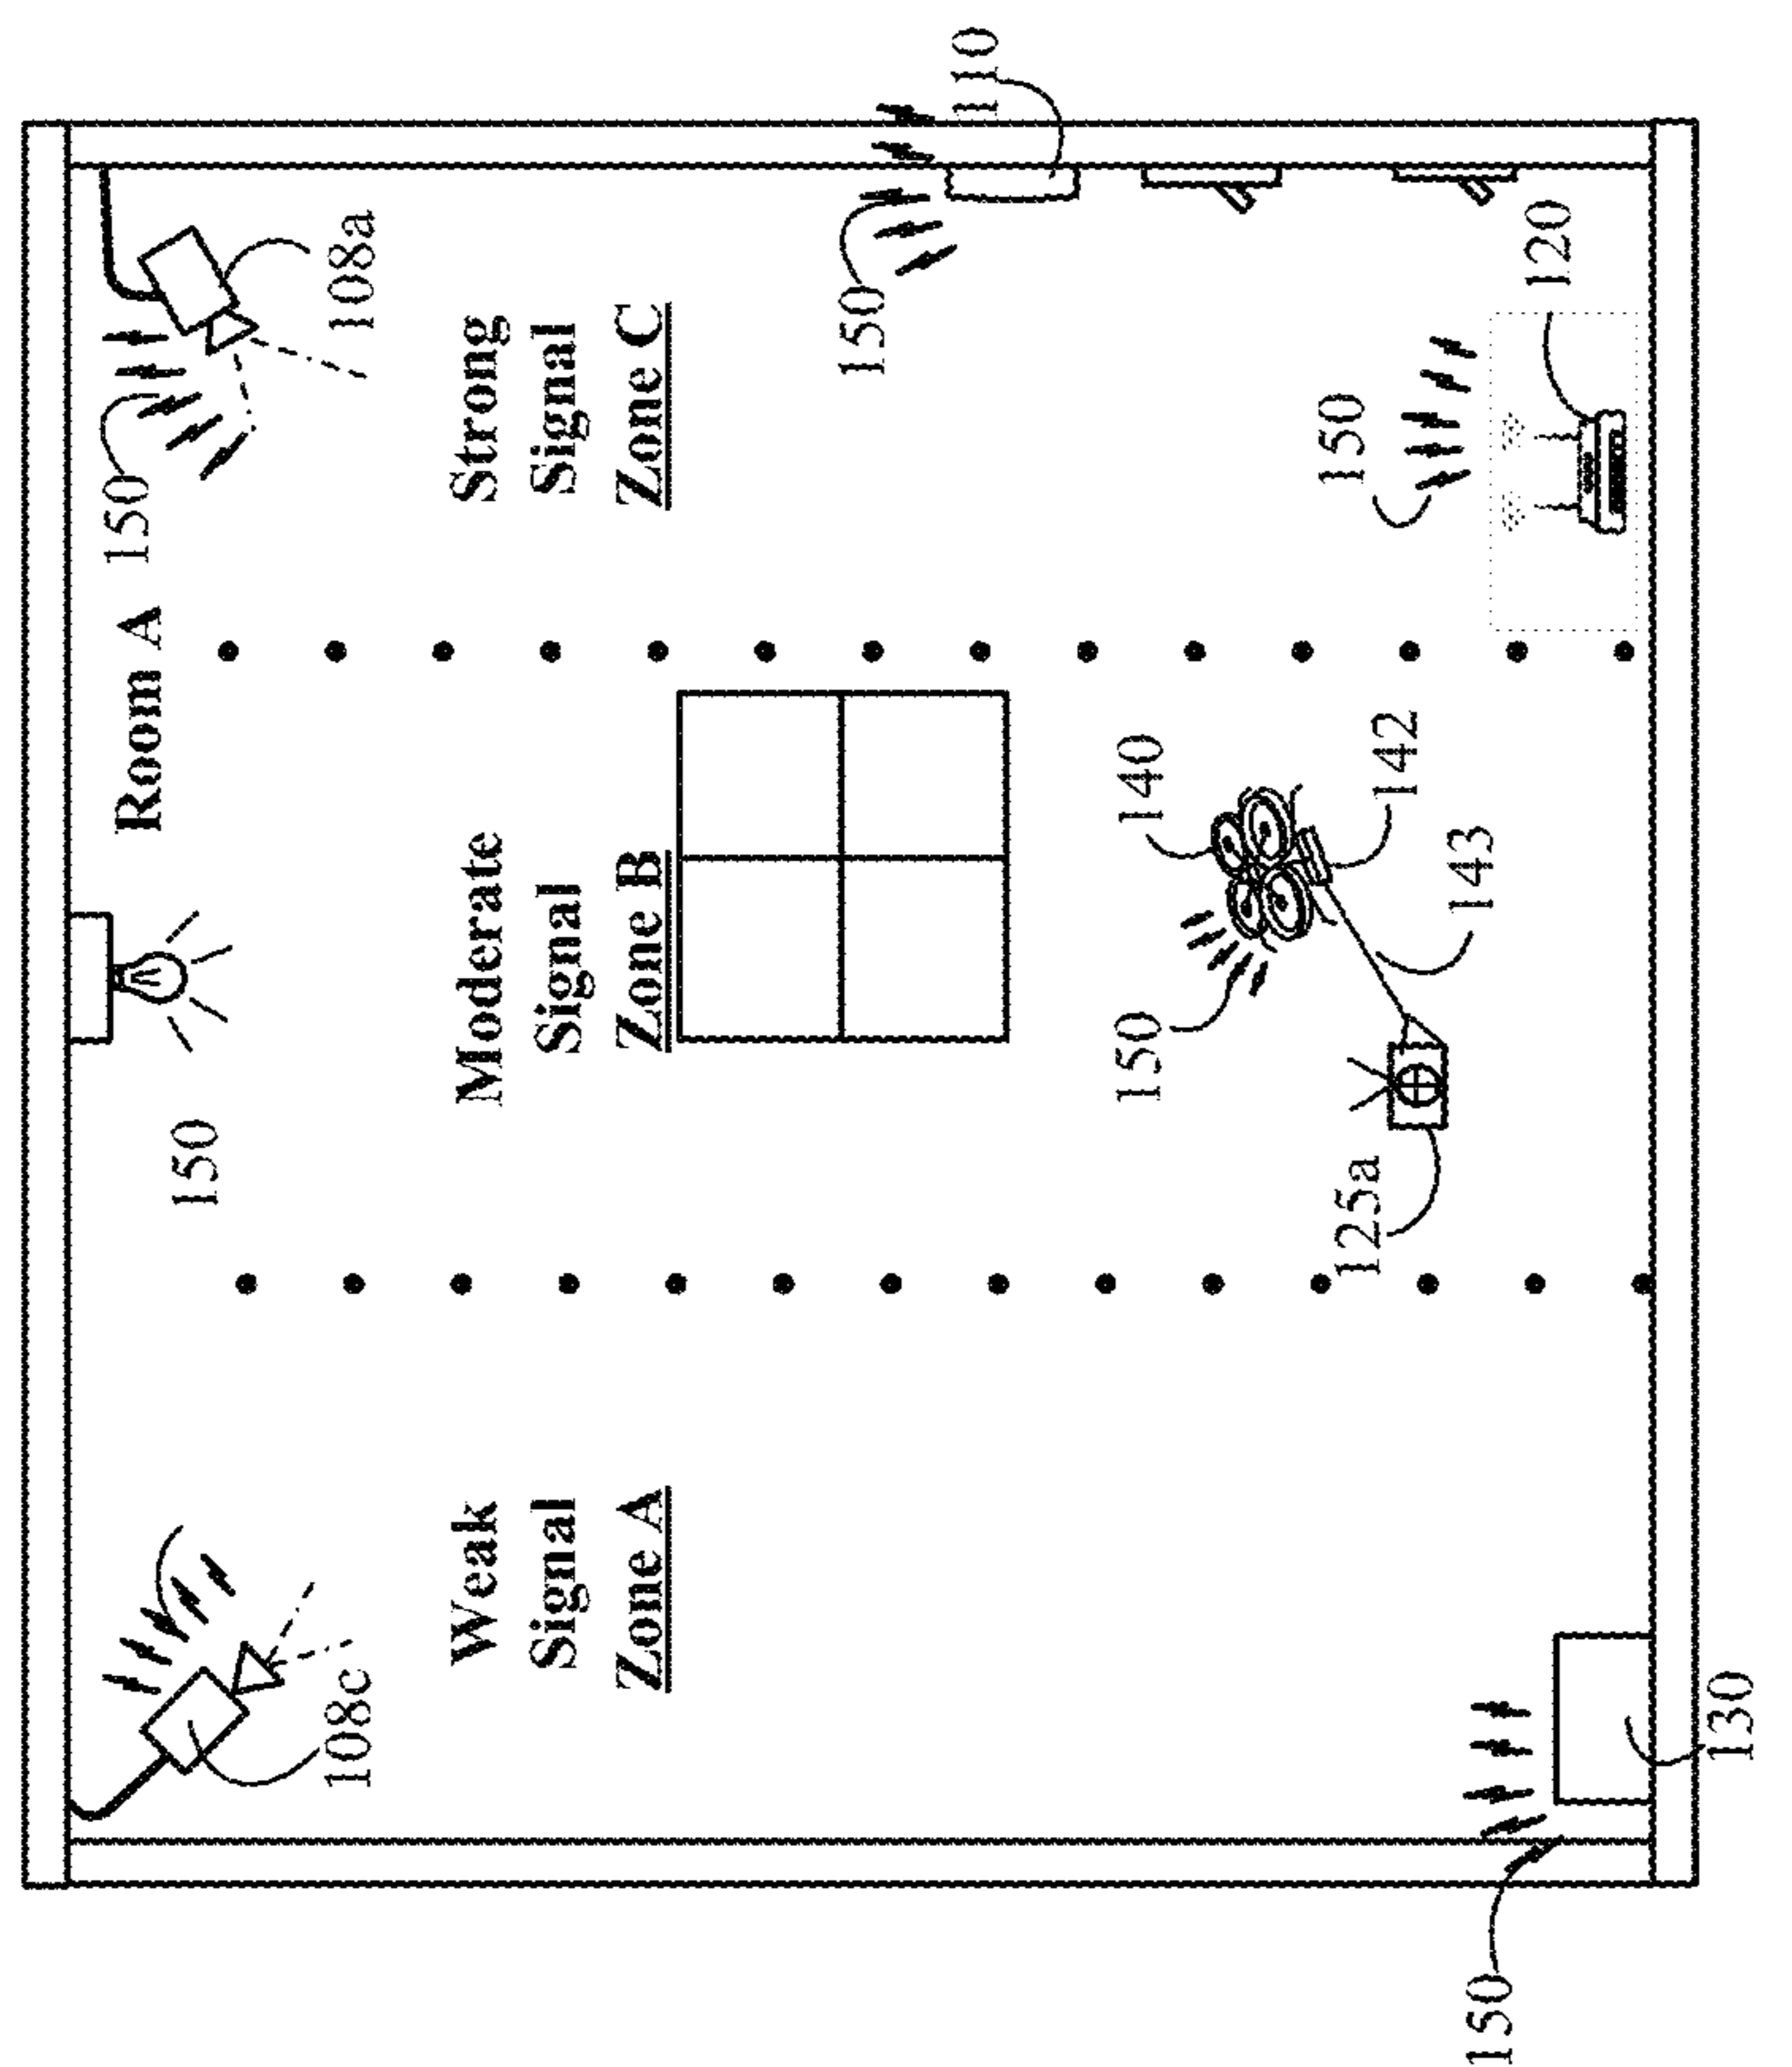 Room A
150
150
108c
108a
Weak
Signal
Zone A
Moderate
Signal
Zone B
Strong
Signal
Zone C
150
110
150
140
150
125a
142
143
150
120
130